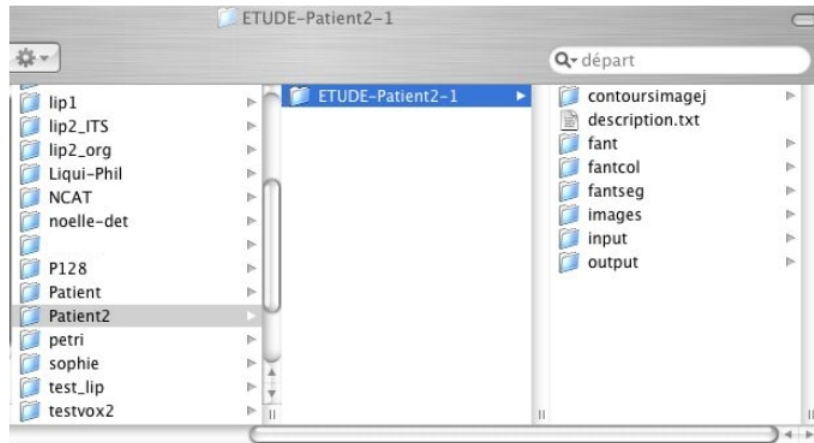 ETUDE-Patient2-1
départ
lip1
lip2_ITS
lip2_org
Liqui-Phil
NCAT
noelle-det
P128
Patient
Patient2
petri
sophie
test_lip
testvox2
ETUDE-Patient2-1
contoursimagej
description.txt
fant
fantcol
fantseg
images
input
output